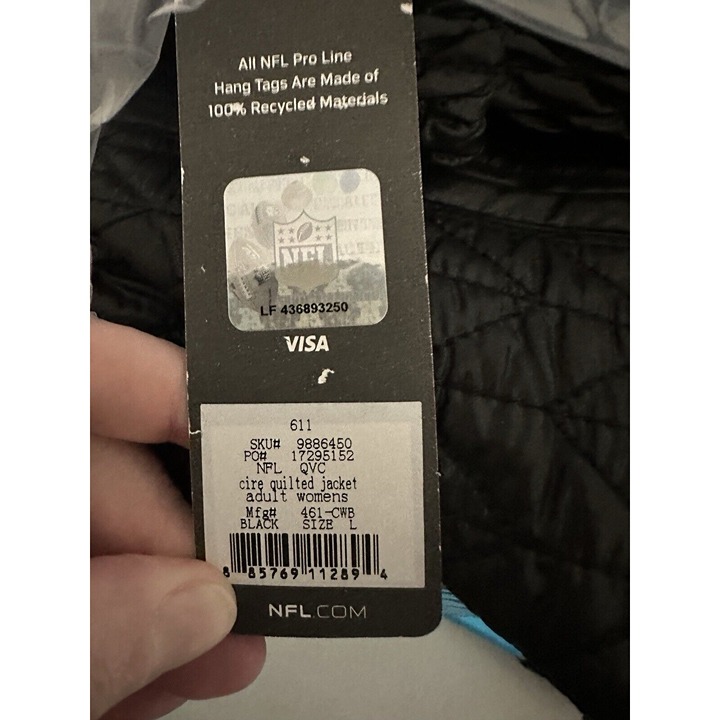 All NFL Pro Line
Hang Tags Are Made of
100% Recycled Materials
NFL
LF 436893250
VISA
611
SKU# 9886450
PO# 17295152
NFL QVC
cire quilted jacket
adult womens
Mfg# 461-CWB
BLACK SIZE L
8 85769 11289 4
NFL.COM